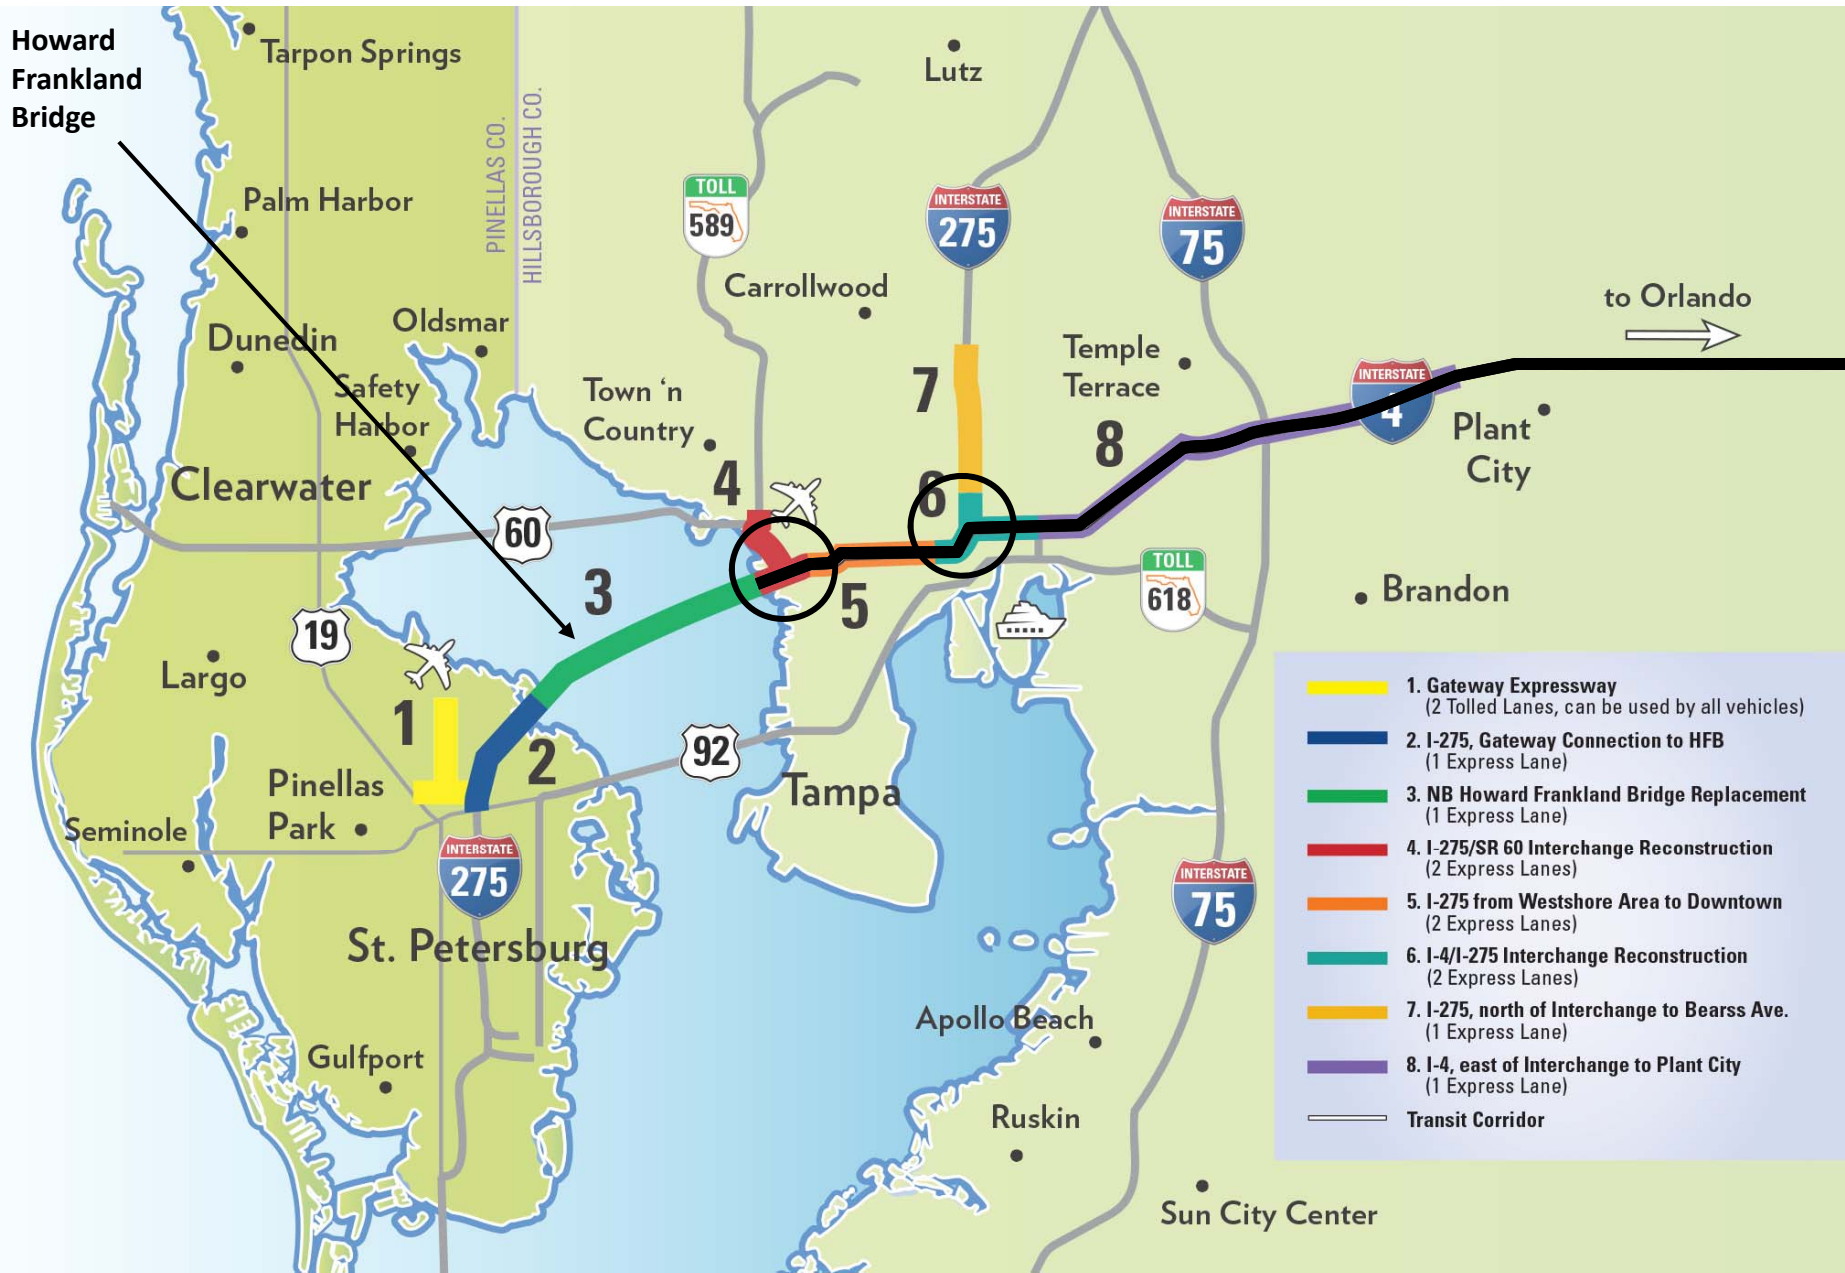 Howard
Frankland
Bridge
Tarpon Springs
Lutz
PINELLAS CO.
HILLSBOROUGH CO.
Palm Harbor
TOLL
589
INTERSTATE
275
INTERSTATE
75
Carrollwood
to Orlando
Oldsmar
Dunedin
Temple
Terrace
7
INTERSTATE
4
Safety
Harbor
Town ‘n
Country
8
Plant
City
Clearwater
4
6
60
3
5
TOLL
618
Brandon
19
Largo
1
2
92
Pinellas
Park
Tampa
Seminole
INTERSTATE
275
INTERSTATE
75
St. Petersburg
Apollo Beach
Gulfport
Ruskin
Sun City Center
1. Gateway Expressway
(2 Tolled Lanes, can be used by all vehicles)
2. I-275, Gateway Connection to HFB
(1 Express Lane)
3. NB Howard Frankland Bridge Replacement
(1 Express Lane)
4. I-275/SR 60 Interchange Reconstruction
(2 Express Lanes)
5. I-275 from Westshore Area to Downtown
(2 Express Lanes)
6. I-4/I-275 Interchange Reconstruction
(2 Express Lanes)
7. I-275, north of Interchange to Bearss Ave.
(1 Express Lane)
8. I-4, east of Interchange to Plant City
(1 Express Lane)
Transit Corridor